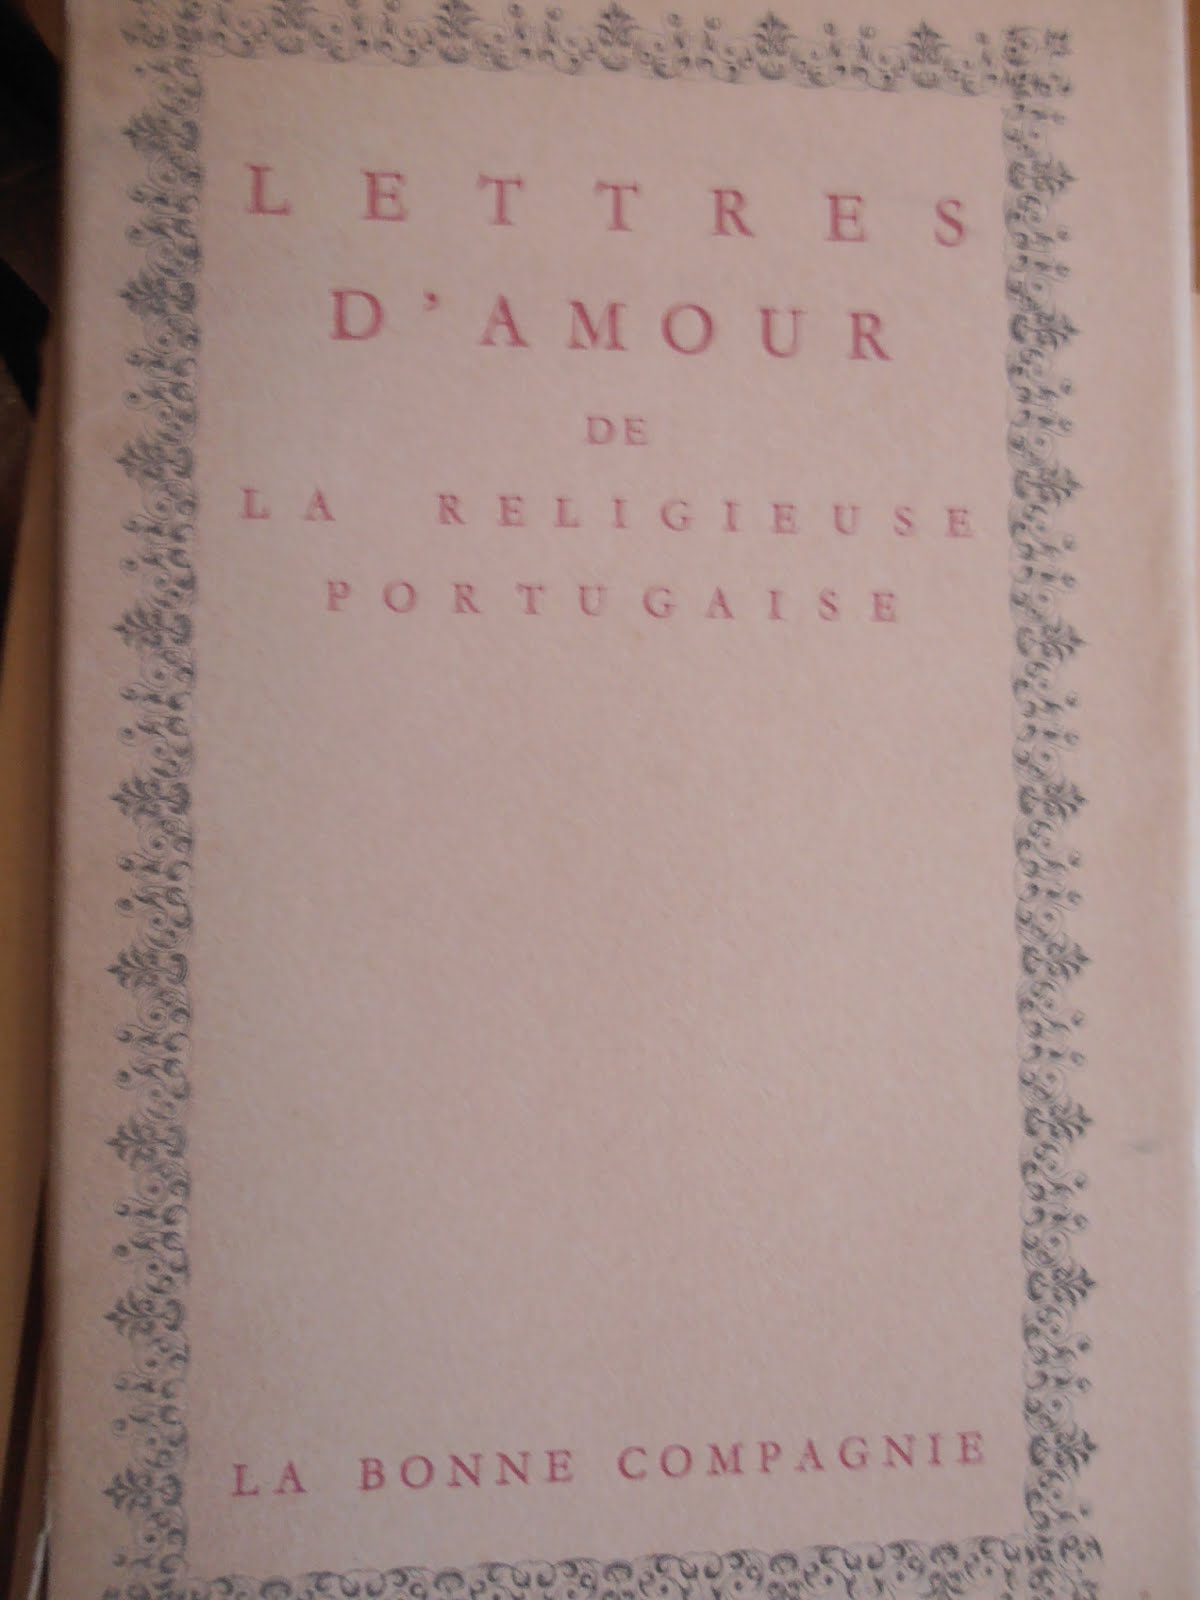 LETTRES
D'AMOUR
DE
LA RELIGIEUSE
PORTUGAISE
LA BONNE COMPAGNIE